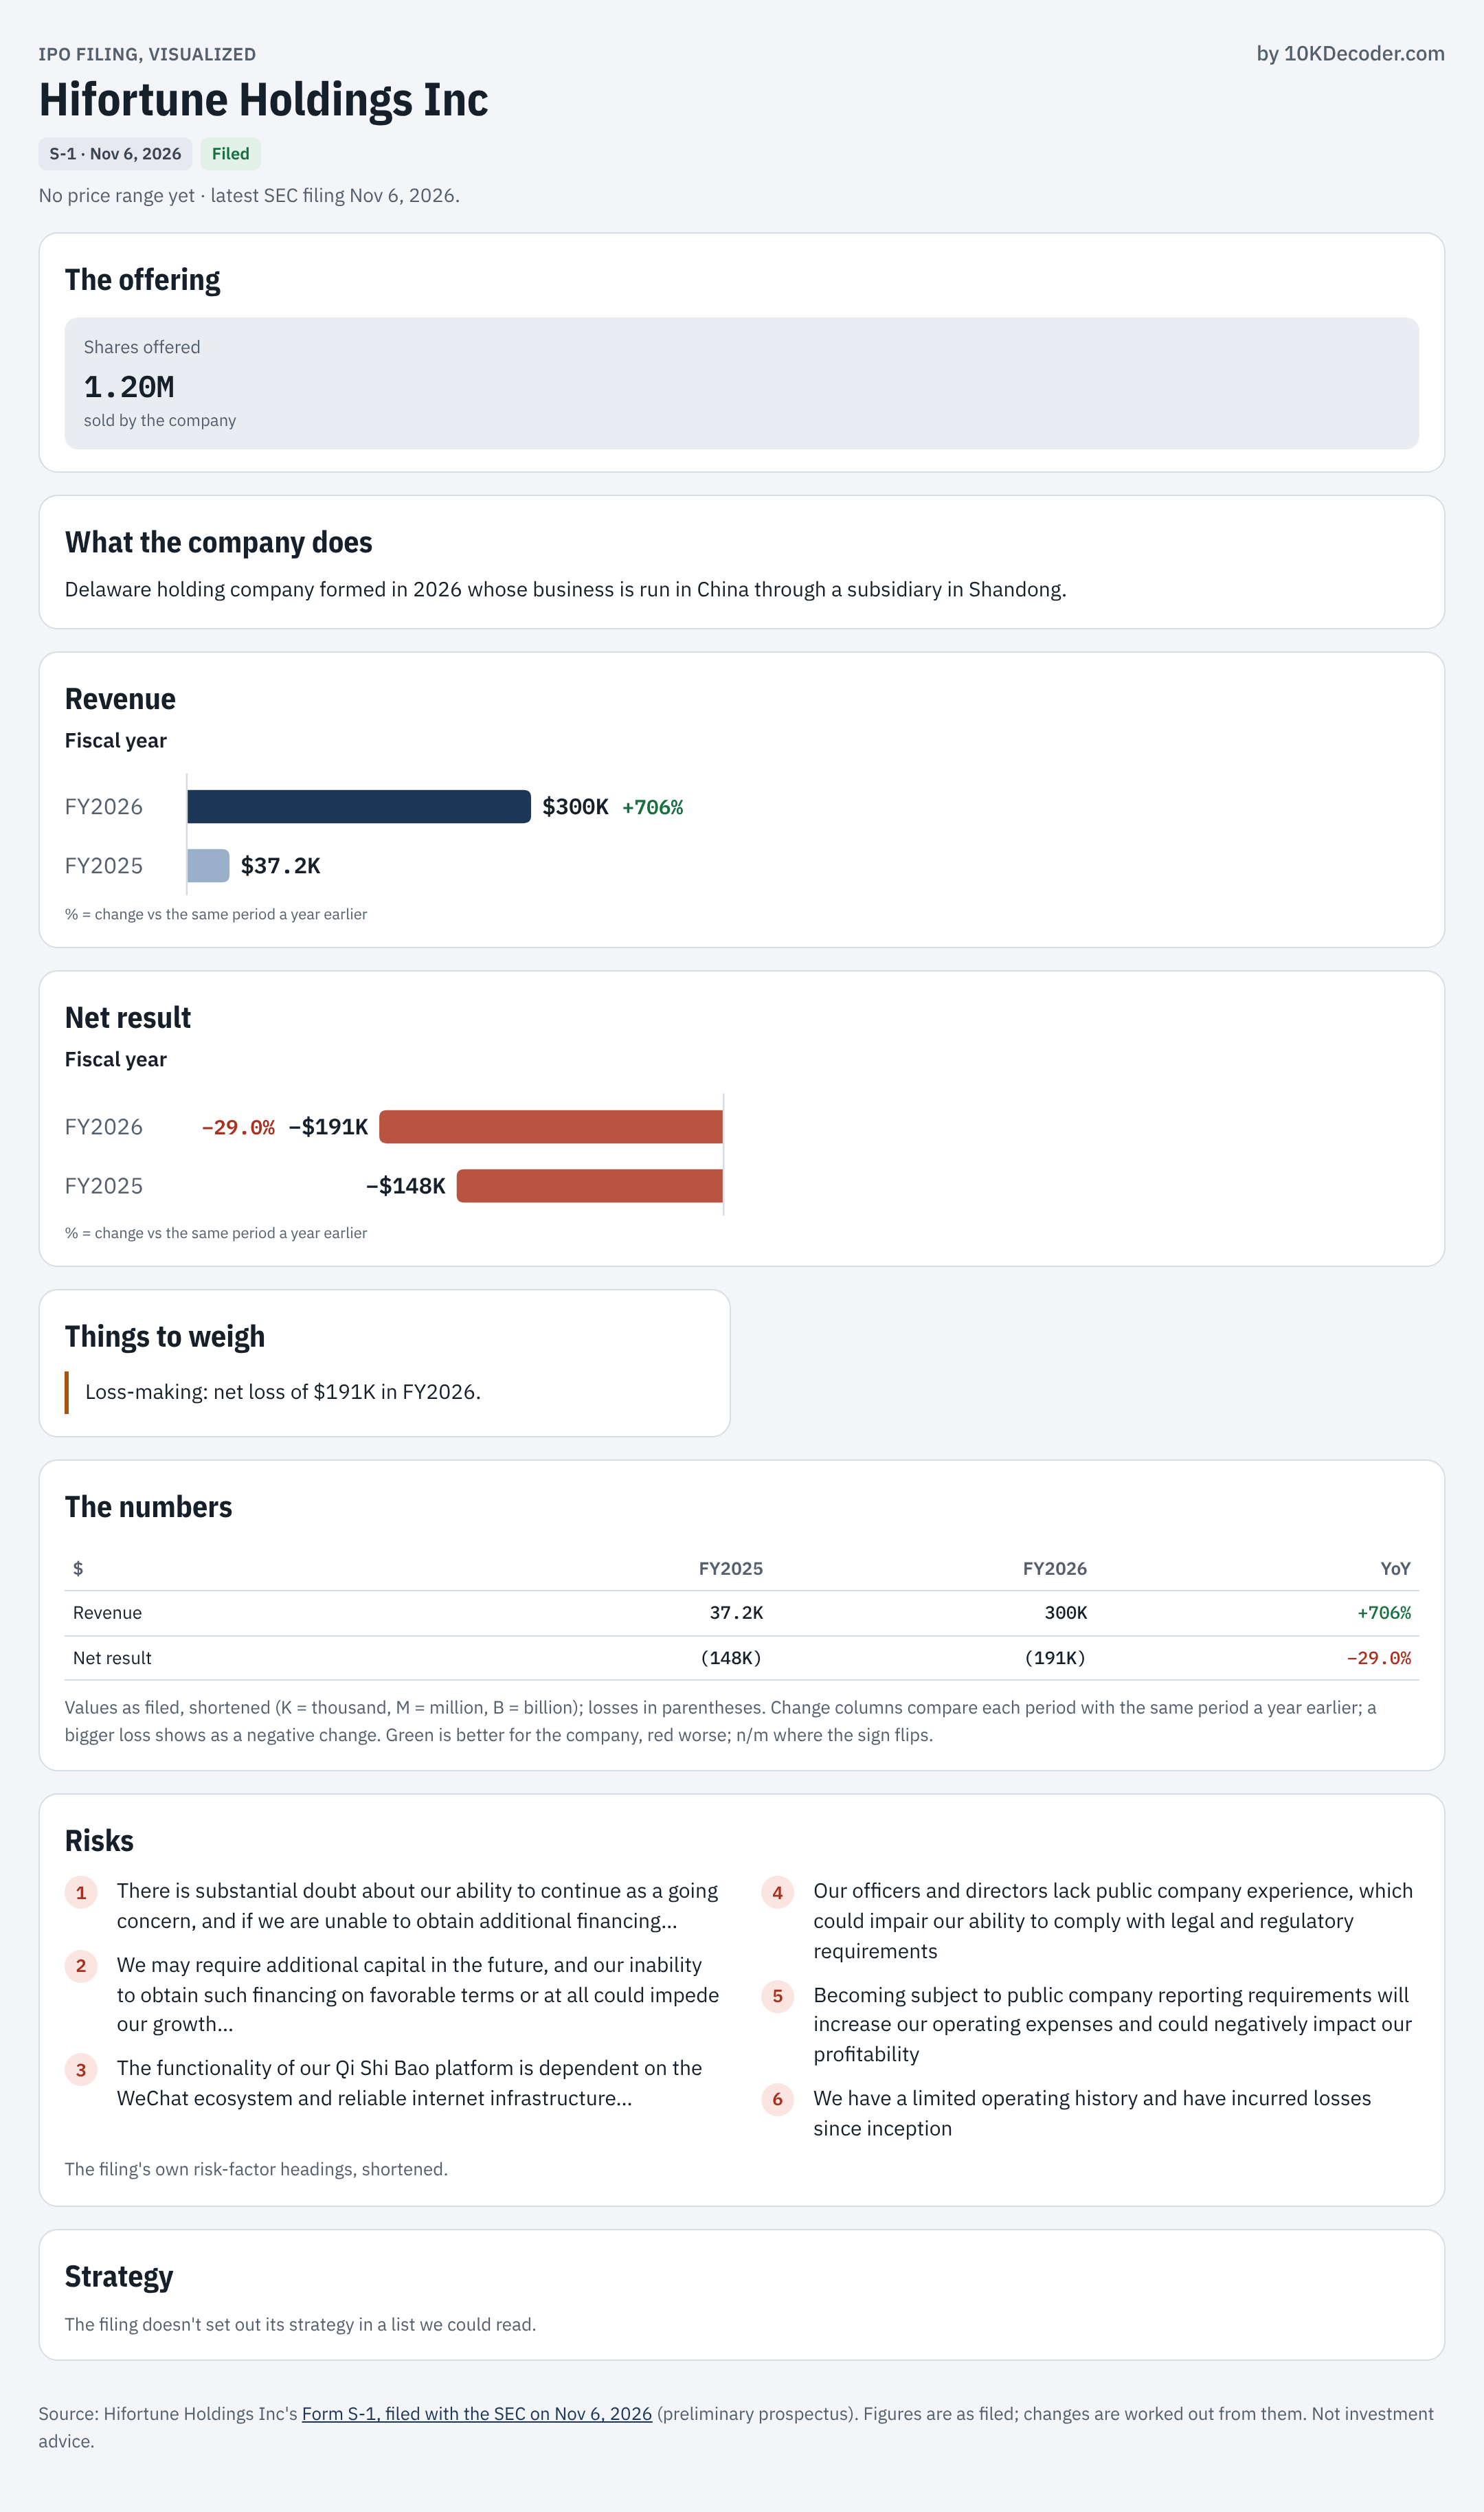 IPO FILING, VISUALIZED
by 10KDecoder.com
Hifortune Holdings Inc
S-1 · Nov 6, 2026
Filed
No price range yet · latest SEC filing Nov 6, 2026.
The offering
Shares offered
1.20M
sold by the company
What the company does
Delaware holding company formed in 2026 whose business is run in China through a subsidiary in Shandong.
Revenue
Fiscal year
FY2026 $300K +706%
FY2025 $37.2K
% = change vs the same period a year earlier
Net result
Fiscal year
FY2026 −29.0% −$191K
FY2025 −$148K
% = change vs the same period a year earlier
Things to weigh
Loss-making: net loss of $191K in FY2026.
The numbers
$ FY2025 FY2026 YoY
Revenue 37.2K 300K +706%
Net result (148K) (191K) −29.0%
Values as filed, shortened (K = thousand, M = million, B = billion); losses in parentheses. Change columns compare each period with the same period a year earlier; a
bigger loss shows as a negative change. Green is better for the company, red worse; n/m where the sign flips.
Risks
1 There is substantial doubt about our ability to continue as a going
concern, and if we are unable to obtain additional financing...
2 We may require additional capital in the future, and our inability
to obtain such financing on favorable terms or at all could impede
our growth...
3 The functionality of our Qi Shi Bao platform is dependent on the
WeChat ecosystem and reliable internet infrastructure...
4 Our officers and directors lack public company experience, which
could impair our ability to comply with legal and regulatory
requirements
5 Becoming subject to public company reporting requirements will
increase our operating expenses and could negatively impact our
profitability
6 We have a limited operating history and have incurred losses
since inception
The filing's own risk-factor headings, shortened.
Strategy
The filing doesn't set out its strategy in a list we could read.
Source: Hifortune Holdings Inc's Form S-1, filed with the SEC on Nov 6, 2026 (preliminary prospectus). Figures are as filed; changes are worked out from them. Not investment
advice.